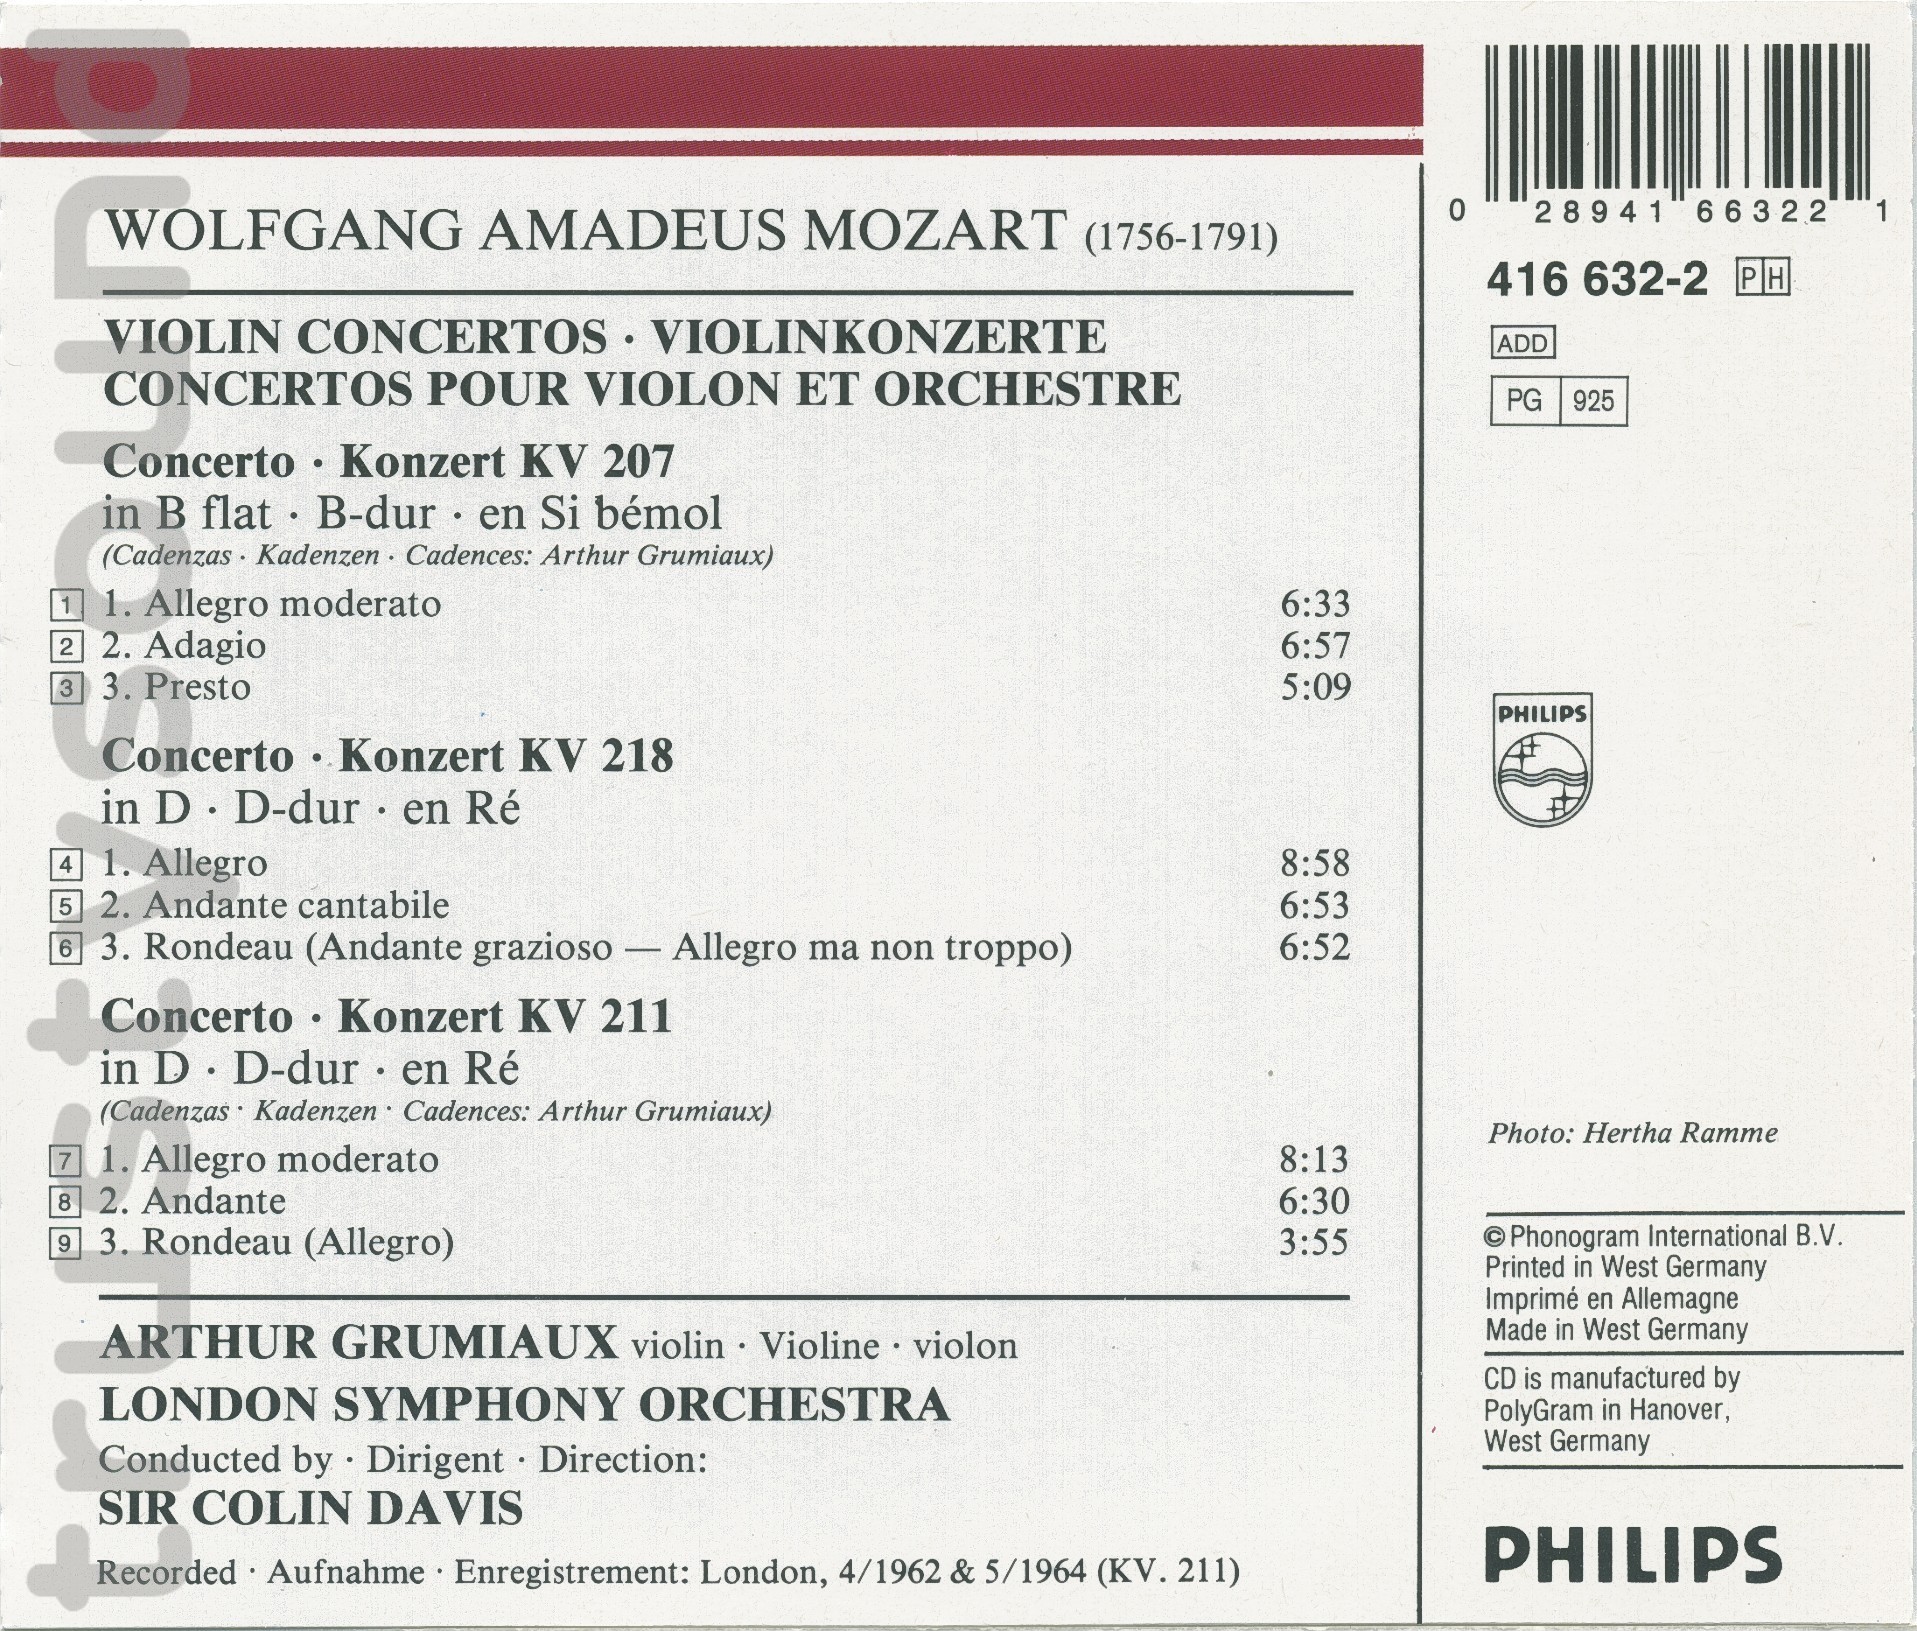 WOLFGANG AMADEUS MOZART (1756-1791)
VIOLIN CONCERTOS · VIOLINKONZERTE
CONCERTOS POUR VIOLON ET ORCHESTRE
Concerto · Konzert KV 207
in B flat · B-dur · en Si bémol
(Cadenzas · Kadenzen · Cadences: Arthur Grumiaux)
1 1. Allegro moderato 6:33
2 2. Adagio 6:57
3 3. Presto 5:09
Concerto · Konzert KV 218
in D · D-dur · en Ré
4 1. Allegro 8:58
5 2. Andante cantabile 6:53
6 3. Rondeau (Andante grazioso — Allegro ma non troppo) 6:52
Concerto · Konzert KV 211
in D · D-dur · en Ré
(Cadenzas · Kadenzen · Cadences: Arthur Grumiaux)
7 1. Allegro moderato 8:13
8 2. Andante 6:30
9 3. Rondeau (Allegro) 3:55
ARTHUR GRUMIAUX violin · Violine · violon
LONDON SYMPHONY ORCHESTRA
Conducted by · Dirigent · Direction:
SIR COLIN DAVIS
Recorded · Aufnahme · Enregistrement: London, 4/1962 & 5/1964 (KV. 211)
0 28941 66322 1
416 632-2 PH
ADD
PG 925
PHILIPS
Photo: Hertha Ramme
© Phonogram International B.V.
Printed in West Germany
Imprimé en Allemagne
Made in West Germany
CD is manufactured by
PolyGram in Hanover,
West Germany
PHILIPS
trustvsound